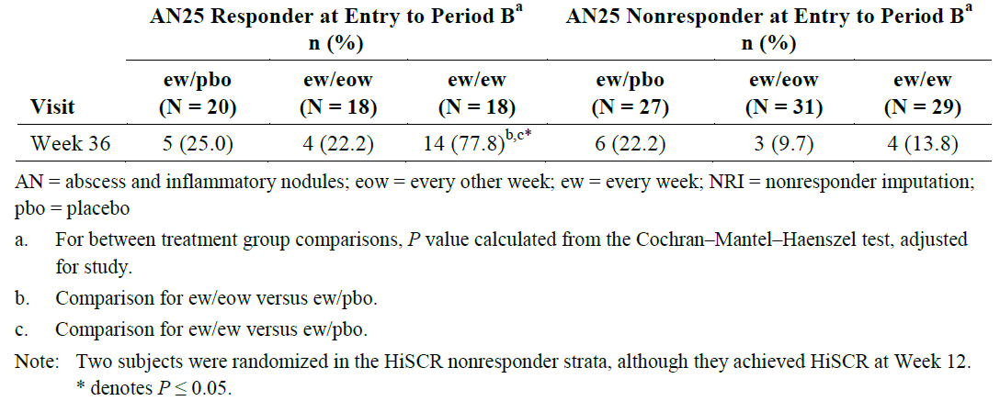 AN25 Responder at Entry to Period Bᵃ AN25 Nonresponder at Entry to Period Bᵃ
n (%) n (%)
ew/pbo ew/eow ew/ew ew/pbo ew/eow ew/ew
Visit (N = 20) (N = 18) (N = 18) (N = 27) (N = 31) (N = 29)
Week 36 5 (25.0) 4 (22.2) 14 (77.8)ᵇ,ᶜ* 6 (22.2) 3 (9.7) 4 (13.8)
AN = abscess and inflammatory nodules; eow = every other week; ew = every week; NRI = nonresponder imputation;
pbo = placebo
a. For between treatment group comparisons, P value calculated from the Cochran–Mantel–Haenszel test, adjusted
for study.
b. Comparison for ew/eow versus ew/pbo.
c. Comparison for ew/ew versus ew/pbo.
Note: Two subjects were randomized in the HiSCR nonresponder strata, although they achieved HiSCR at Week 12.
* denotes P ≤ 0.05.